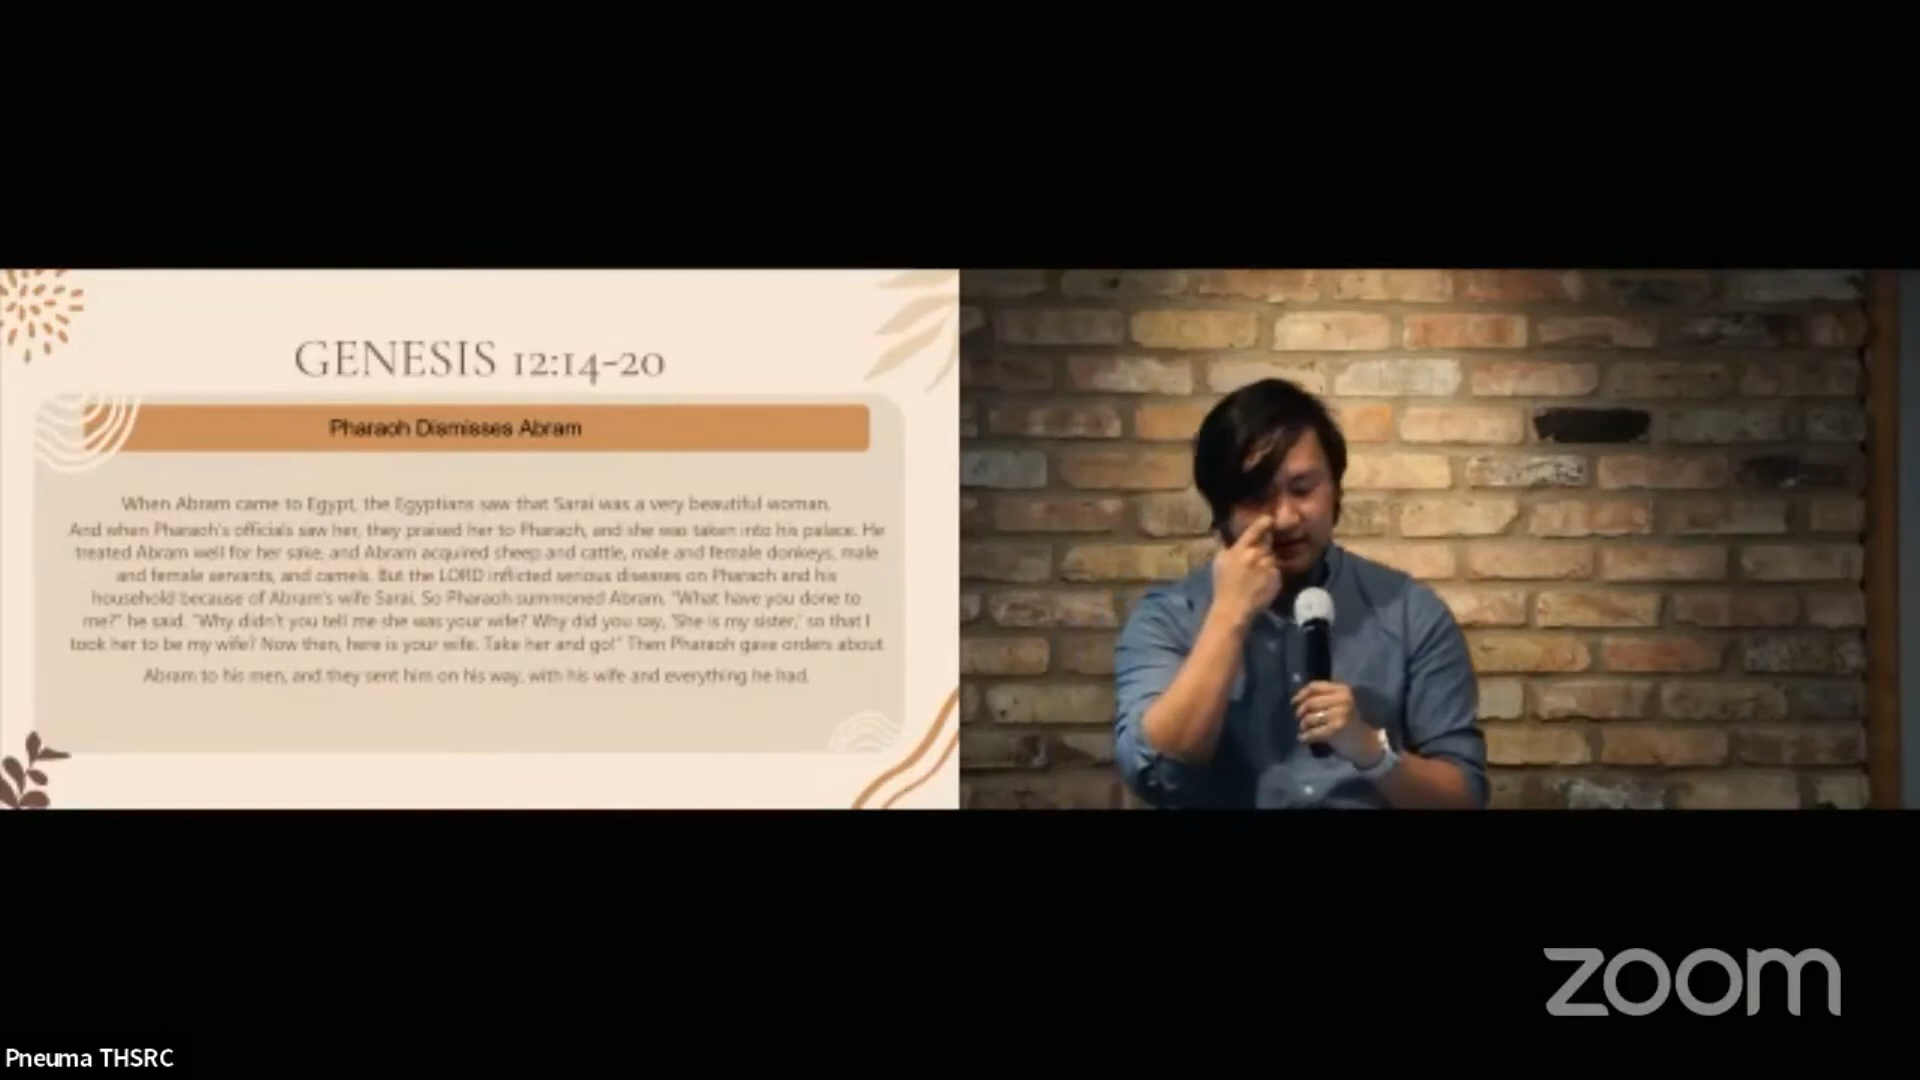 GENESIS 12:14-20
Pharaoh Dismisses Abram
When Abram came to Egypt, the Egyptians saw that Sarai was a very beautiful woman.
And when Pharaoh's officials saw her, they praised her to Pharaoh, and she was taken into his palace. He
treated Abram well for her sake, and Abram acquired sheep and cattle, male and female donkeys, male
and female servants, and camels. But the LORD inflicted serious diseases on Pharaoh and his
household because of Abram's wife Sarai. So Pharaoh summoned Abram. "What have you done to
me?" he said. "Why didn't you tell me she was your wife? Why did you say, 'She is my sister,' so that I
took her to be my wife? Now then, here is your wife. Take her and go!" Then Pharaoh gave orders about
Abram to his men, and they sent him on his way, with his wife and everything he had.
zoom
Pneuma THSRC